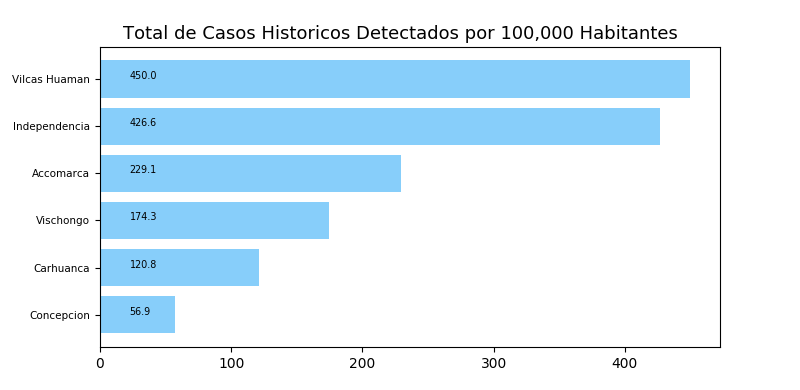 Total de Casos Historicos Detectados por 100,000 Habitantes
Vilcas Huaman 450.0
Independencia 426.6
Accomarca 229.1
Vischongo 174.3
Carhuanca 120.8
Concepcion 56.9
0 100 200 300 400